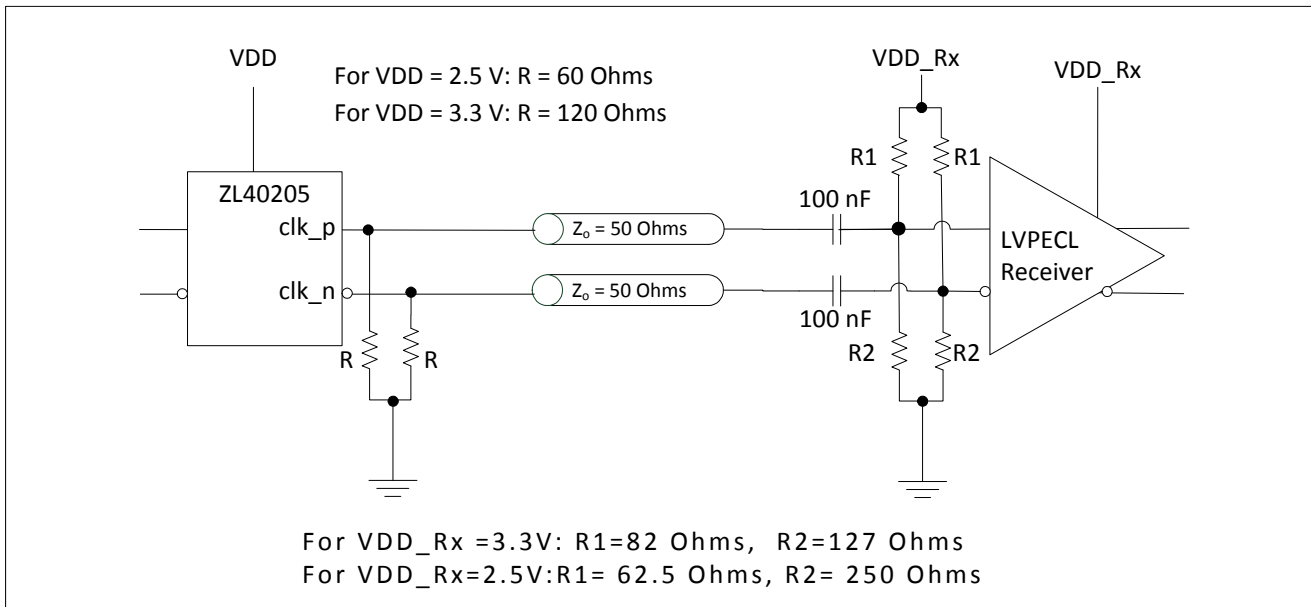 VDD
For VDD = 2.5 V: R = 60 Ohms
For VDD = 3.3 V: R = 120 Ohms
VDD_Rx
VDD_Rx
ZL40205
clk_p
clk_n
R
R
Zo = 50 Ohms
Zo = 50 Ohms
100 nF
100 nF
R1
R1
R2
R2
LVPECL
Receiver
For VDD_Rx =3.3V: R1=82 Ohms, R2=127 Ohms
For VDD_Rx=2.5V:R1= 62.5 Ohms, R2= 250 Ohms